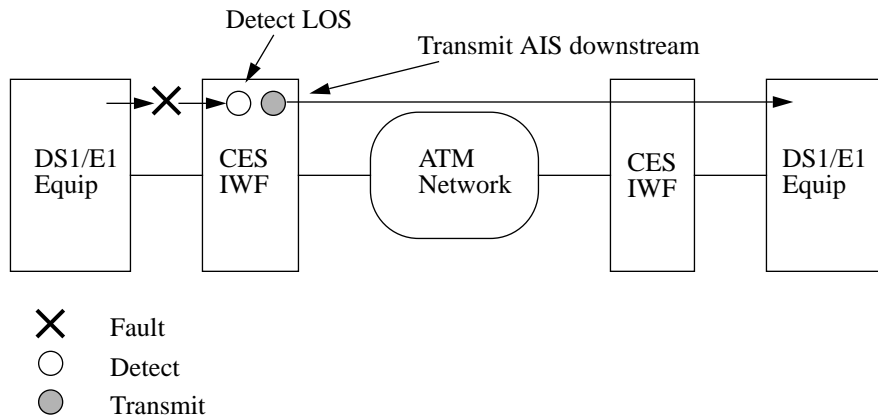 Detect LOS
Transmit AIS downstream
DS1/E1
Equip
CES
IWF
ATM
Network
CES
IWF
DS1/E1
Equip
Fault
Detect
Transmit